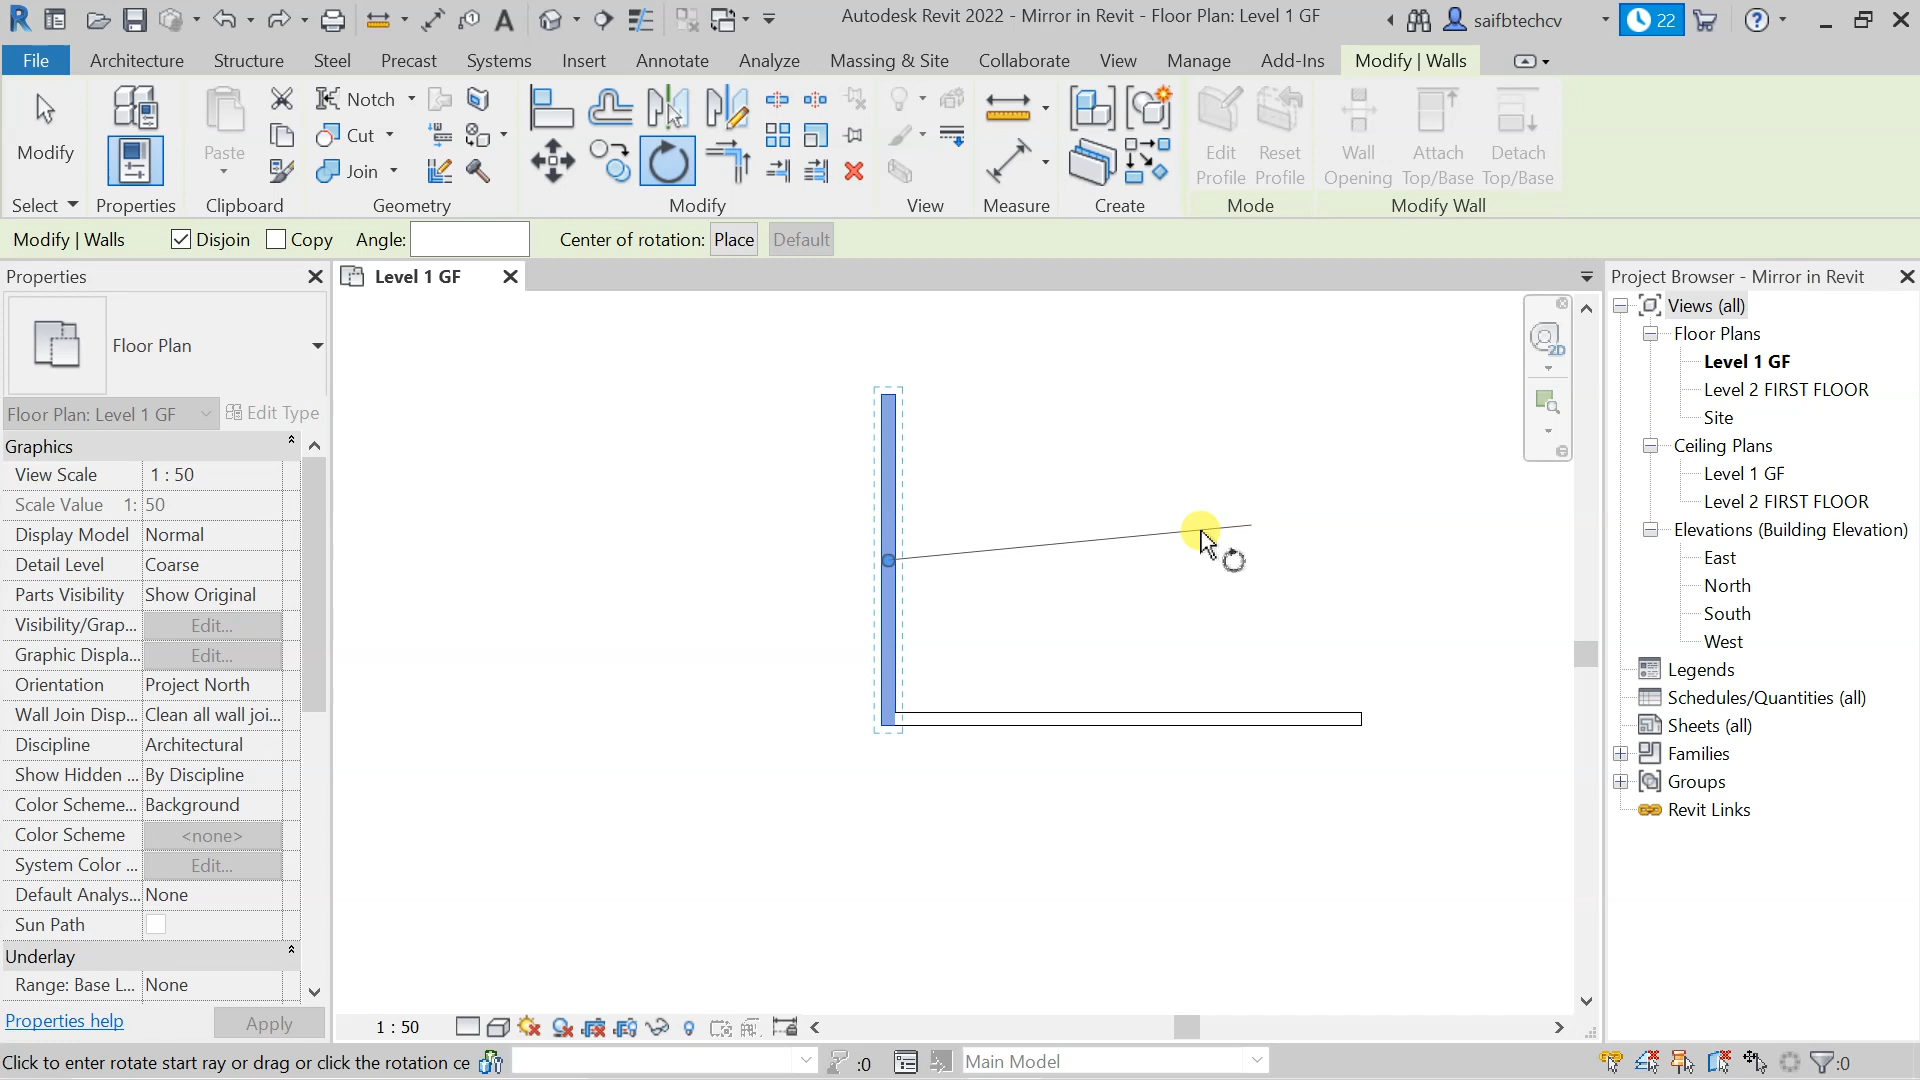 Autodesk Revit 2022 - Mirror in Revit - Floor Plan: Level 1 GF
saifbtechcv
22
File Architecture Structure Steel Precast Systems Insert Annotate Analyze Massing & Site Collaborate View Manage Add-Ins Modify | Walls
Modify
Paste
Notch
Cut
Join
Edit Profile
Reset Profile
Wall Opening
Attach Top/Base
Detach Top/Base
Select Properties Clipboard Geometry Modify View Measure Create Mode Modify Wall
Modify | Walls Disjoin Copy Angle: Center of rotation: Place Default
Properties
Level 1 GF
Project Browser - Mirror in Revit
Floor Plan
Floor Plan: Level 1 GF Edit Type
Graphics
View Scale 1 : 50
Scale Value 1: 50
Display Model Normal
Detail Level Coarse
Parts Visibility Show Original
Visibility/Grap... Edit...
Graphic Displa... Edit...
Orientation Project North
Wall Join Disp... Clean all wall joi...
Discipline Architectural
Show Hidden ... By Discipline
Color Scheme... Background
Color Scheme <none>
System Color ... Edit...
Default Analys... None
Sun Path
Underlay
Range: Base L... None
Properties help Apply
2D
Views (all)
Floor Plans
Level 1 GF
Level 2 FIRST FLOOR
Site
Ceiling Plans
Level 1 GF
Level 2 FIRST FLOOR
Elevations (Building Elevation)
East
North
South
West
Legends
Schedules/Quantities (all)
Sheets (all)
Families
Groups
Revit Links
1 : 50
Click to enter rotate start ray or drag or click the rotation ce
:0
Main Model
:0